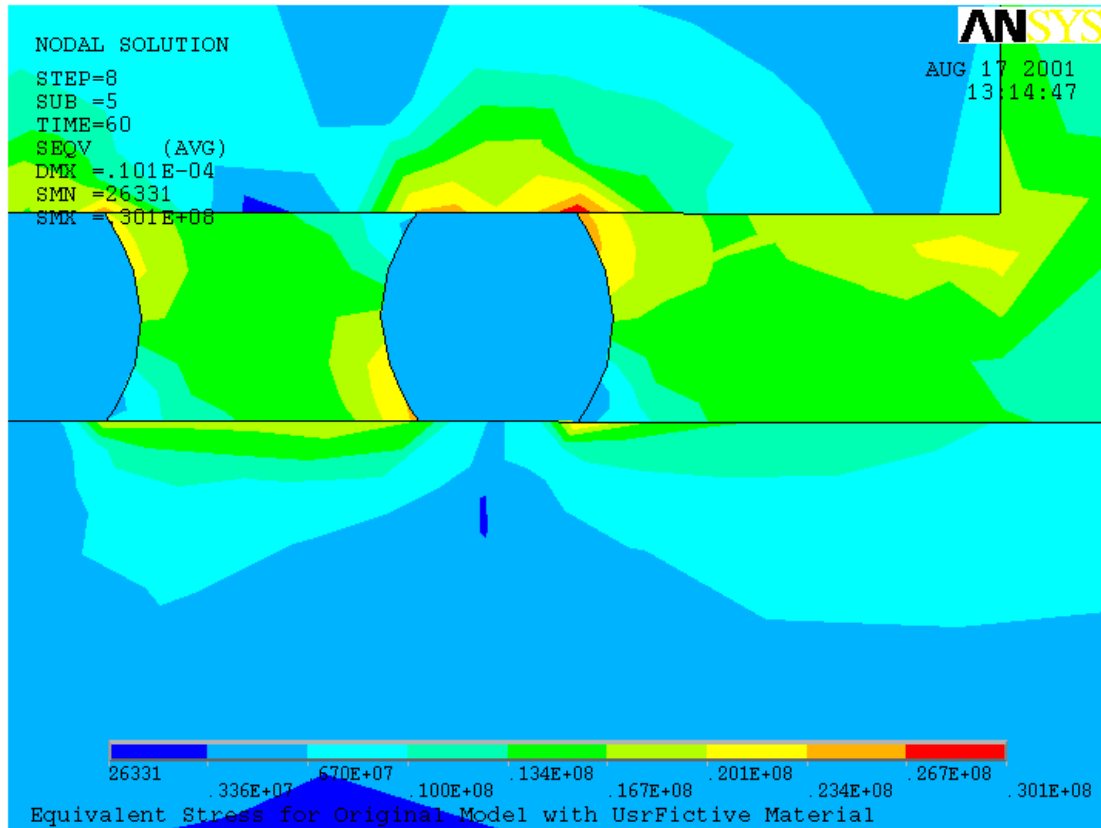 ANSYS
NODAL SOLUTION
STEP=8
SUB =5
TIME=60
SEQV (AVG)
DMX =.101E-04
SMN =26331
SMX =.301E+08
AUG 17 2001
13:14:47
26331 .670E+07 .134E+08 .201E+08 .267E+08
.336E+07 .100E+08 .167E+08 .234E+08 .301E+08
Equivalent Stress for Original Model with UsrFictive Material